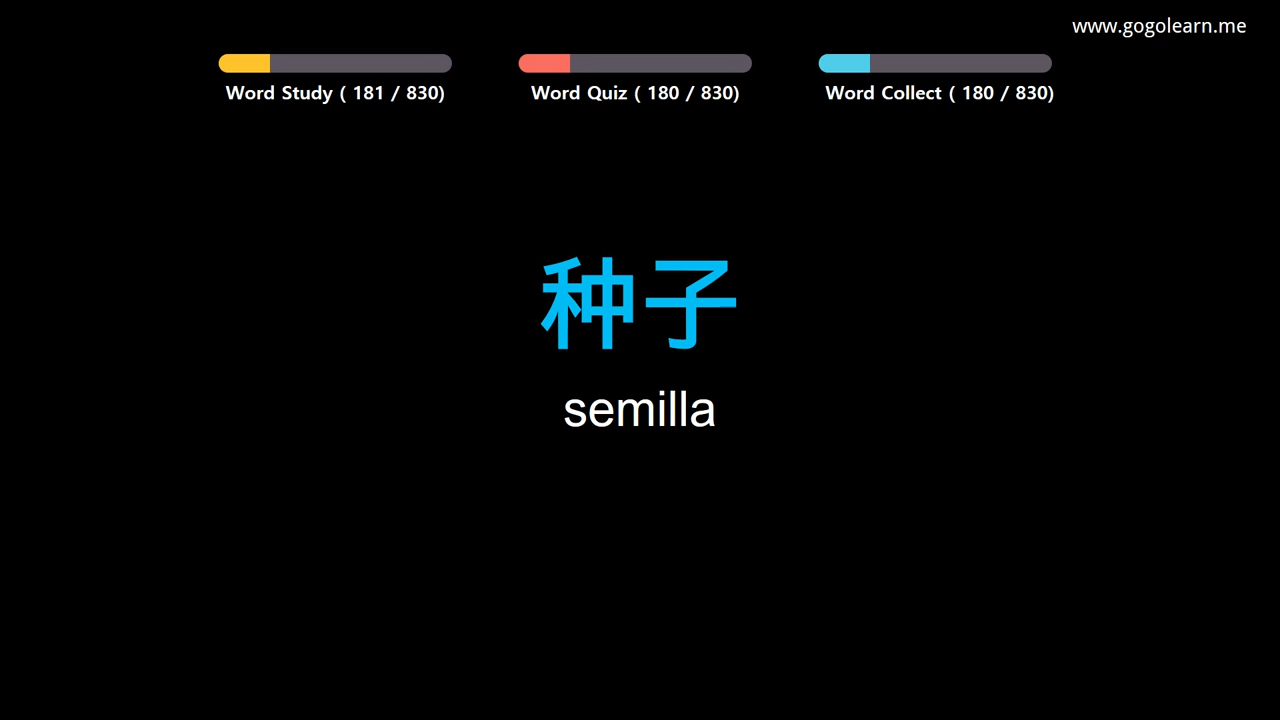 www.gogolearn.me
Word Study ( 181 / 830)
Word Quiz ( 180 / 830)
Word Collect ( 180 / 830)
种子
semilla